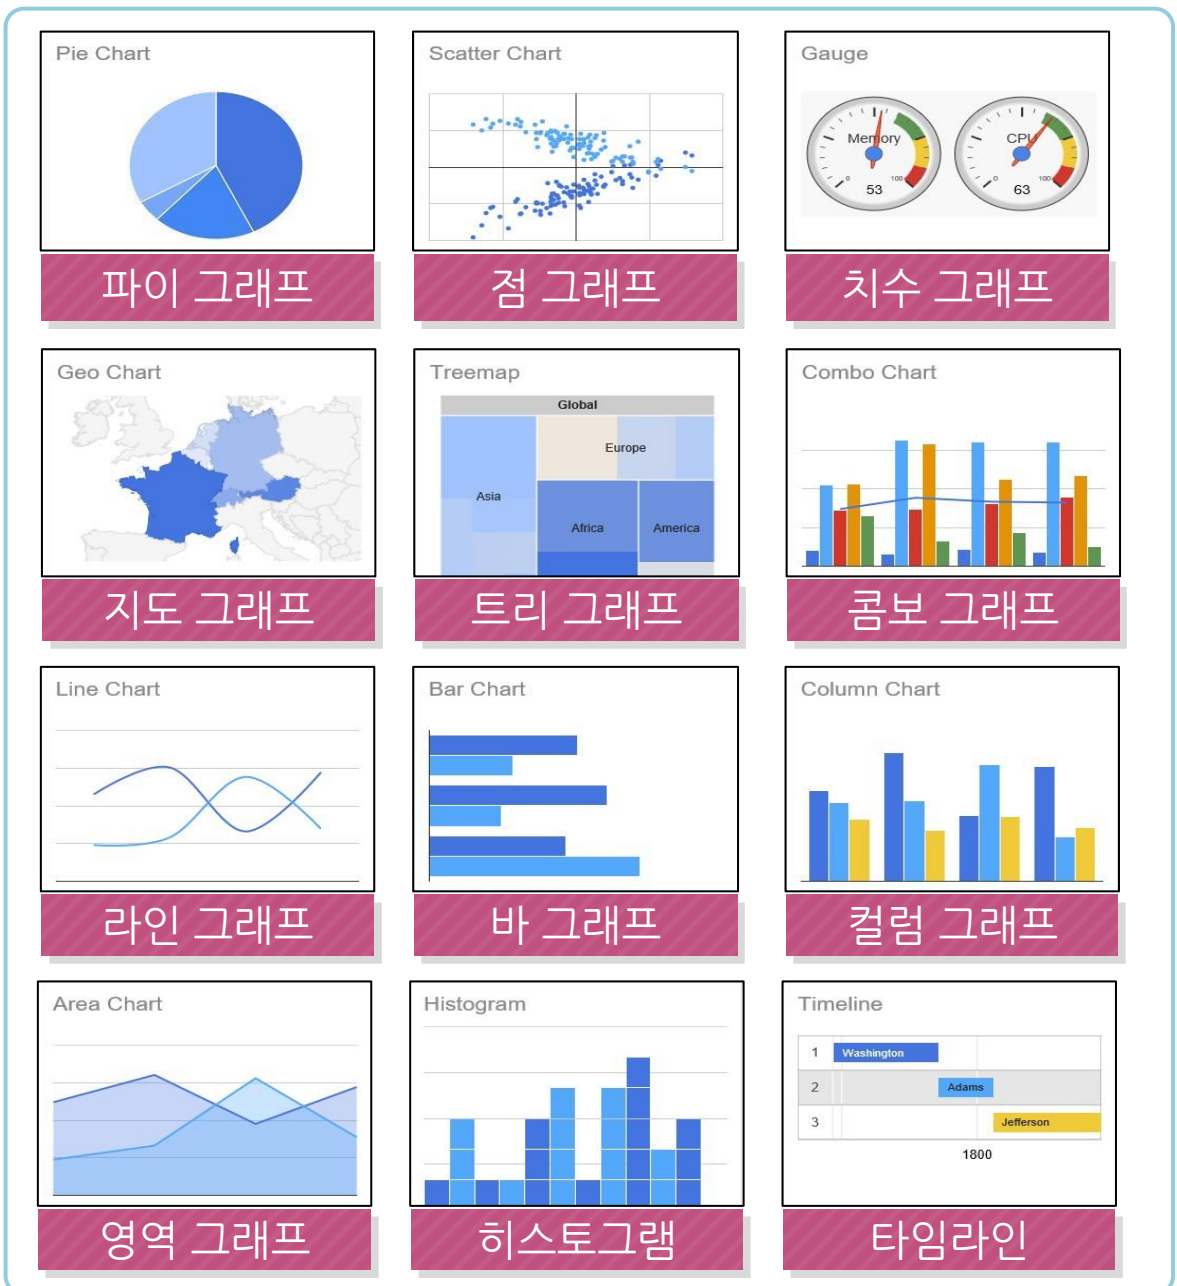 Pie Chart
Scatter Chart
Gauge
Memory
0
100
53
CPU
0
100
63
파이 그래프
점 그래프
치수 그래프
Geo Chart
Treemap
Global
Asia
Europe
Africa
America
Combo Chart
지도 그래프
트리 그래프
콤보 그래프
Line Chart
Bar Chart
Column Chart
라인 그래프
바 그래프
컬럼 그래프
Area Chart
Histogram
Timeline
1
Washington
2
Adams
3
Jefferson
1800
영역 그래프
히스토그램
타임라인